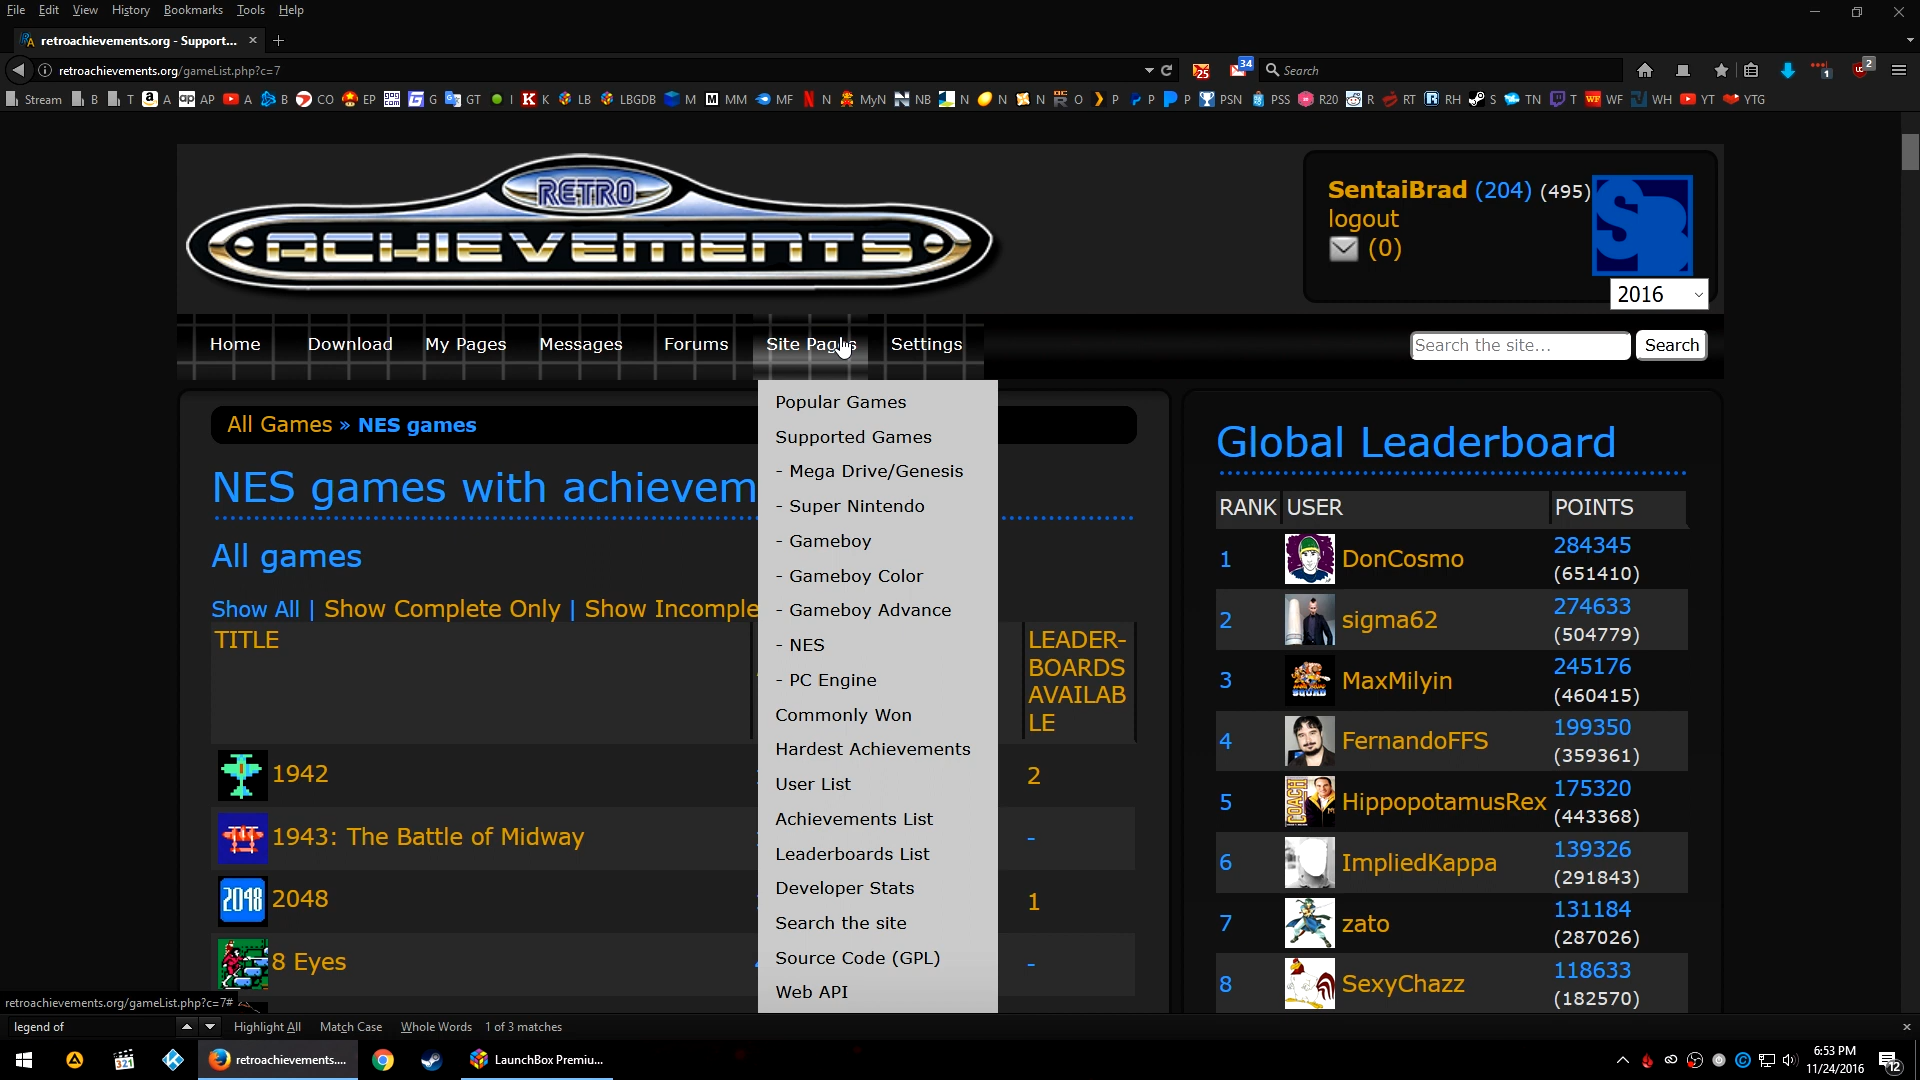 File Edit View History Bookmarks Tools Help
retroachievements.org - Support...
retroachievements.org/gameList.php?c=7
25
34
Search
1
2
Stream B T A AP A B CO EP G GT I K LB LBGDB M MM MF N MyN NB N N N O P P P PSN PSS R20 R RT RH S TN T WF WH YT YTG
RETRO
ACHIEVEMENTS
SentaiBrad (204) (495)
logout
(0)
2016
Home Download My Pages Messages Forums Site Pages Settings
Search the site...
Search
All Games » NES games
NES games with achievem
All games
Show All | Show Complete Only | Show Incomple
TITLE
LEADER-
BOARDS
AVAILAB
LE
1942
2
1943: The Battle of Midway
-
2048
2048
1
8 Eyes
-
Popular Games
Supported Games
- Mega Drive/Genesis
- Super Nintendo
- Gameboy
- Gameboy Color
- Gameboy Advance
- NES
- PC Engine
Commonly Won
Hardest Achievements
User List
Achievements List
Leaderboards List
Developer Stats
Search the site
Source Code (GPL)
Web API
Global Leaderboard
RANK USER POINTS
1 DonCosmo 284345
(651410)
2 sigma62 274633
(504779)
3 MaxMilyin 245176
(460415)
4 FernandoFFS 199350
(359361)
5 HippopotamusRex 175320
(443368)
6 ImpliedKappa 139326
(291843)
7 zato 131184
(287026)
8 SexyChazz 118633
(182570)
retroachievements.org/gameList.php?c=7#
legend of
Highlight All Match Case Whole Words 1 of 3 matches
321
retroachievements....
LaunchBox Premiu...
6:53 PM
11/24/2016
12